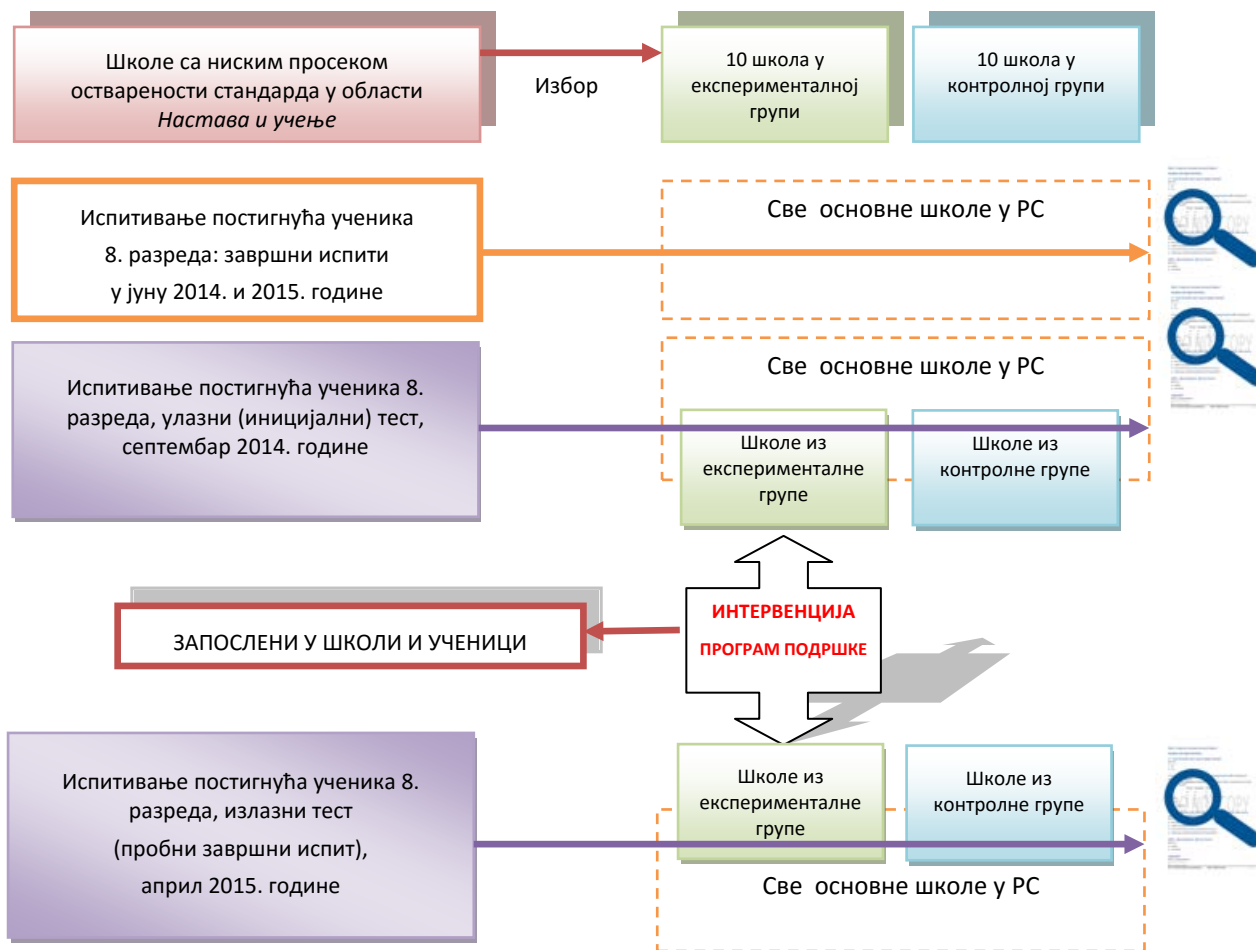 Школе са ниским просеком
остварености стандарда у области
Настава и учење
Избор
10 школа у
експерименталној
групи
10 школа у
контролној групи
Испитивање постигнућа ученика
8. разреда: завршни испити
у јуну 2014. и 2015. године
Све основне школе у РС
Испитивање постигнућа ученика 8.
разреда, улазни (иницијални) тест,
септембар 2014. године
Све основне школе у РС
Школе из
експерименталне
групе
Школе из
контролне групе
ИНТЕРВЕНЦИЈА
ПРОГРАМ ПОДРШКЕ
ЗАПОСЛЕНИ У ШКОЛИ И УЧЕНИЦИ
Испитивање постигнућа ученика 8.
разреда, излазни тест
(пробни завршни испит),
април 2015. године
Школе из
експерименталне
групе
Школе из
контролне групе
Све основне школе у РС